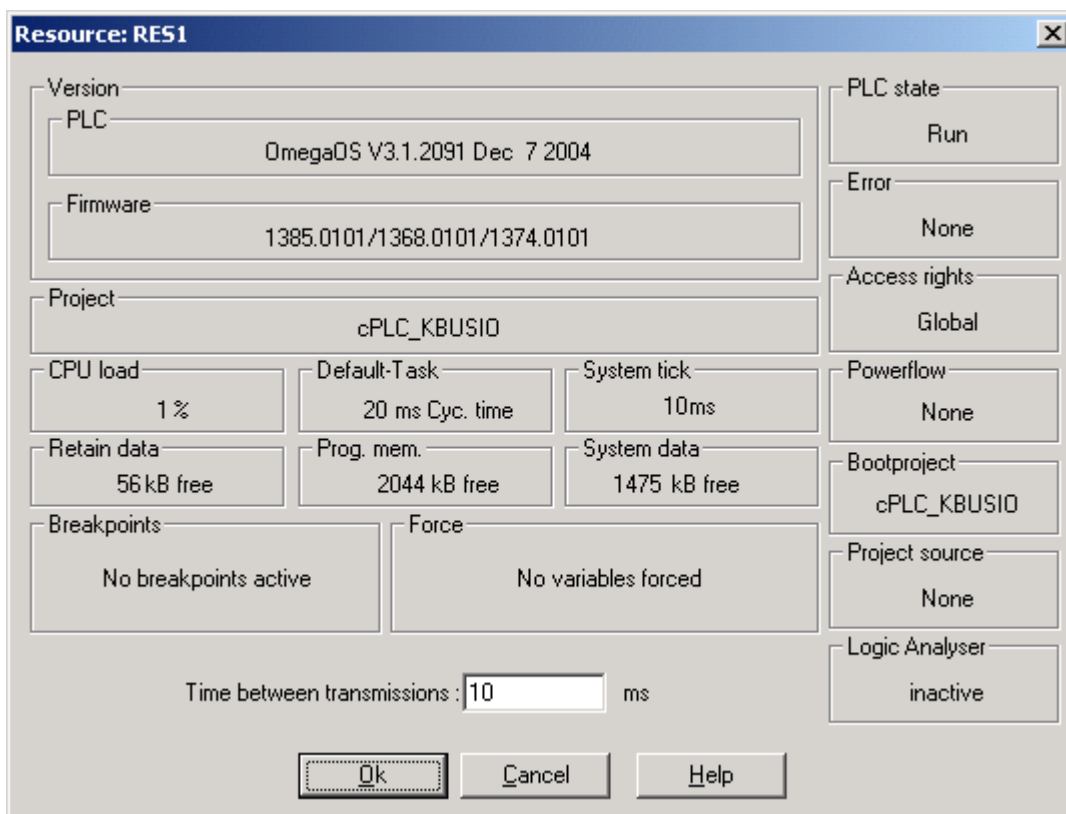 Resource: RES1
Version
PLC
OmegaOS V3.1.2091 Dec  7 2004
Firmware
1385.0101/1368.0101/1374.0101
Project
cPLC_KBUSIO
CPU load
1 %
Default-Task
20 ms Cyc. time
System tick
10ms
Retain data
56 kB free
Prog. mem.
2044 kB free
System data
1475 kB free
Breakpoints
No breakpoints active
Force
No variables forced
PLC state
Run
Error
None
Access rights
Global
Powerflow
None
Bootproject
cPLC_KBUSIO
Project source
None
Logic Analyser
inactive
Time between transmissions : 10 ms
Ok Cancel Help